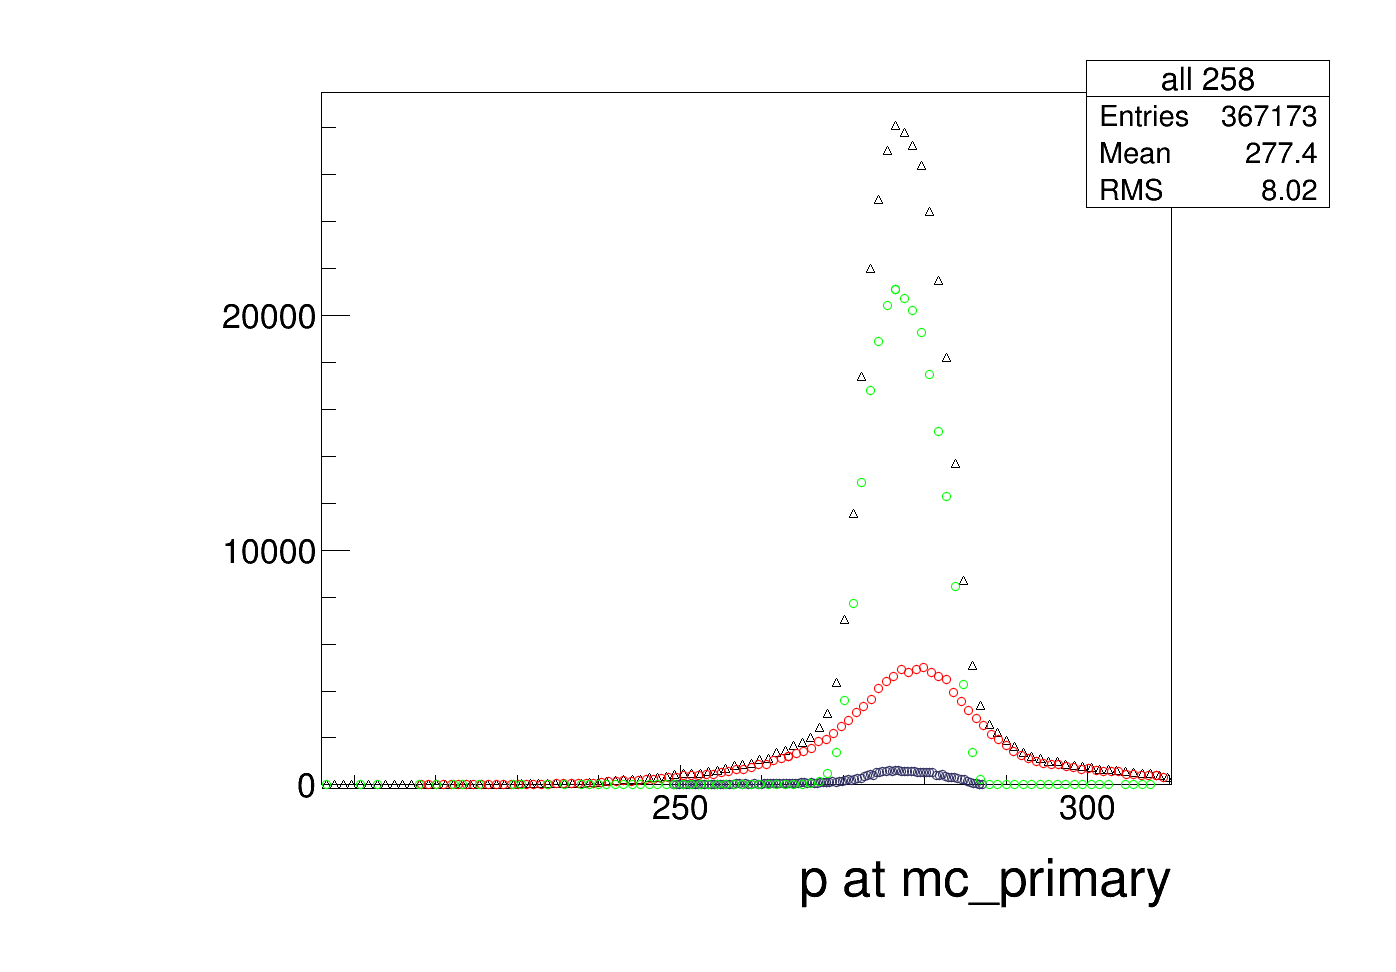 all 258
Entries 367173
Mean 277.4
RMS 8.02
20000
10000
0
250 300
p at mc_primary